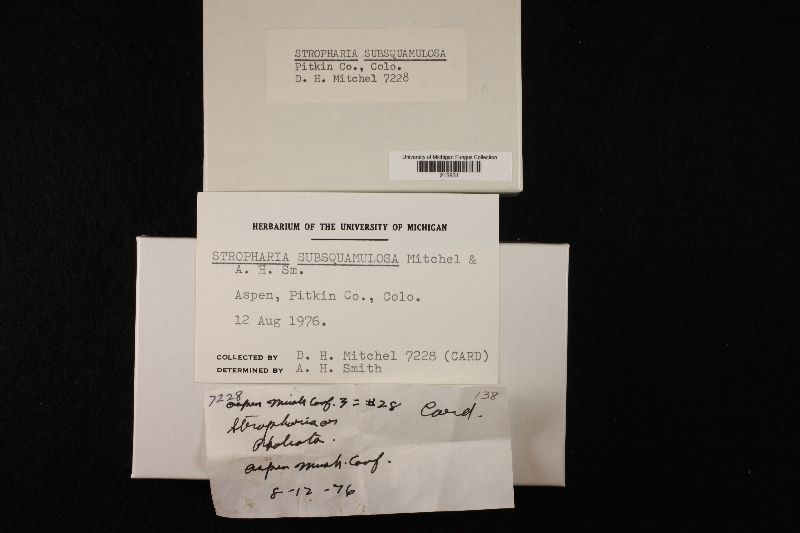 STROPHARIA SUBSQUAMULOSA
Pitkin Co., Colo.
D. H. Mitchel 7228
University of Michigan Fungus Collection
HERBARIUM OF THE UNIVERSITY OF MICHIGAN
STROPHARIA SUBSQUAMULOSA Mitchel &
A. H. Sm.
Aspen, Pitkin Co., Colo.
12 Aug 1976.
COLLECTED BY D. H. Mitchel 7228 (CARD)
DETERMINED BY A. H. Smith
7228 138
aspen mush Conf. 3 = #28 Card.
Stropharia or
Pholiota.
aspen mush. Conf.
8-12-76